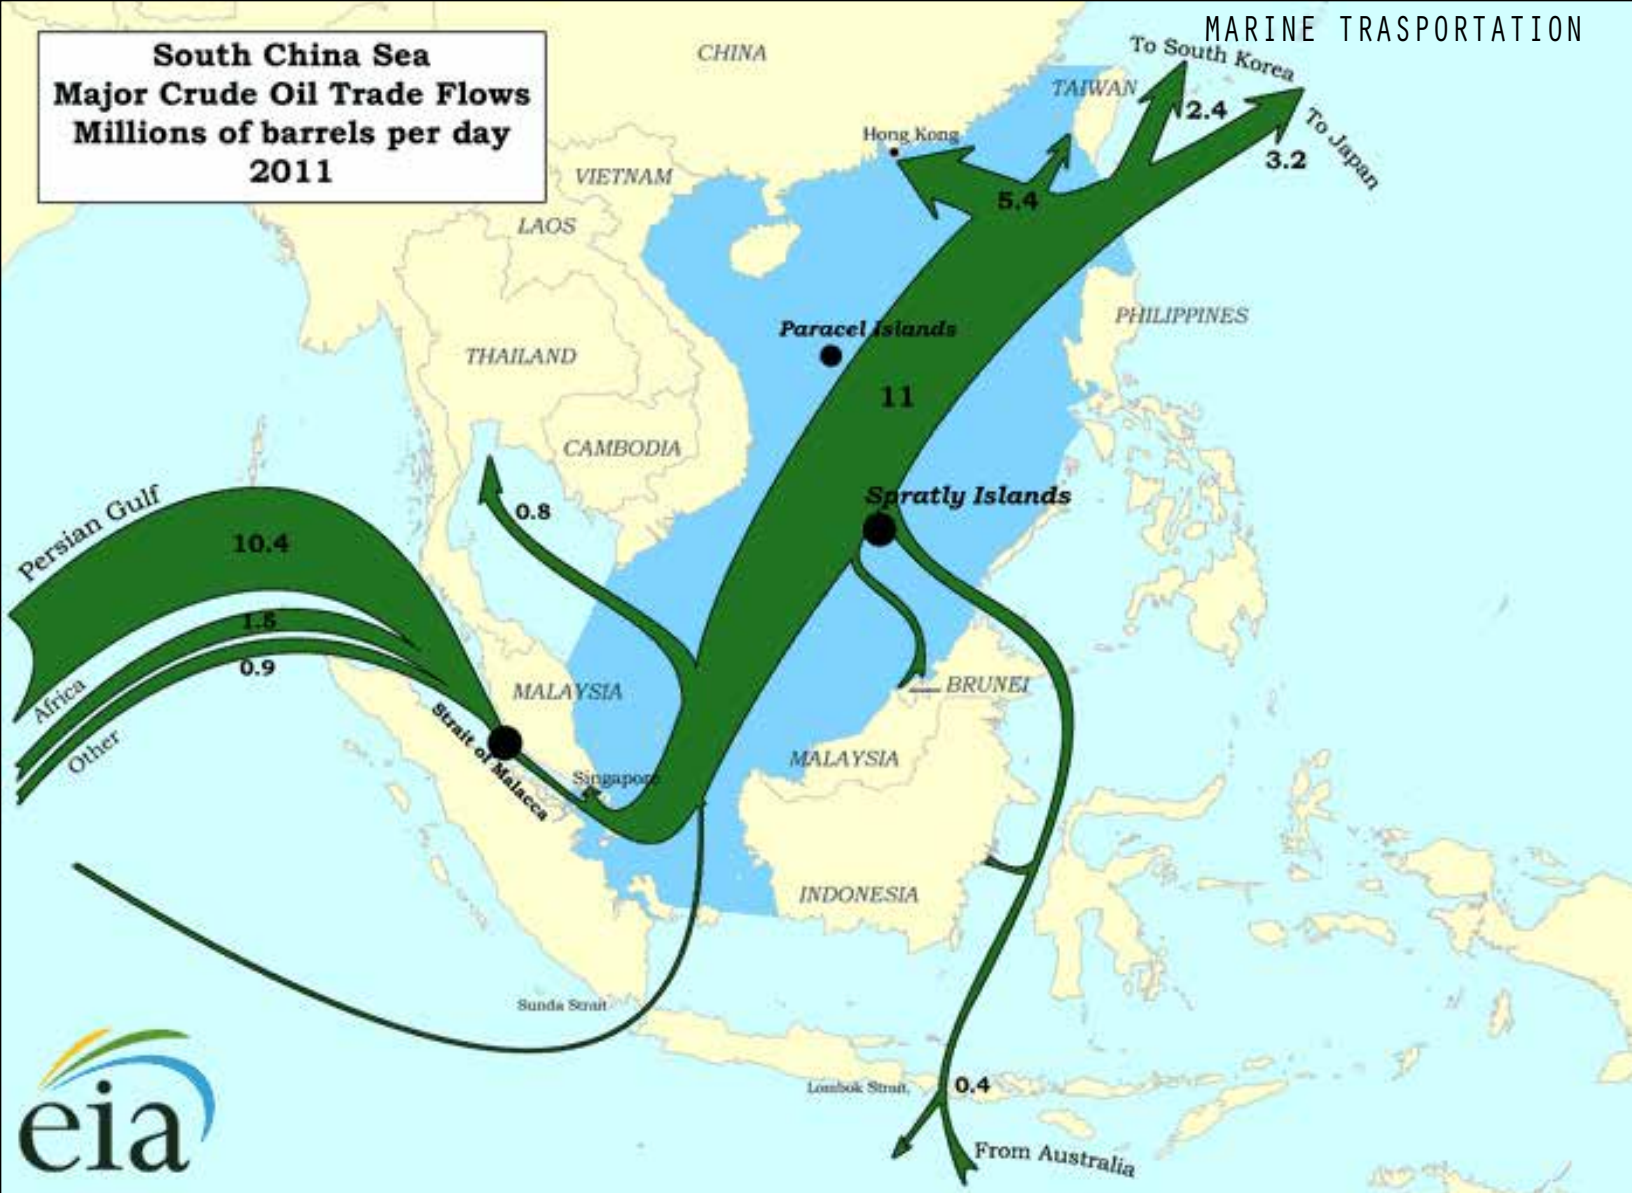 MARINE TRASPORTATION
South China Sea
Major Crude Oil Trade Flows
Millions of barrels per day
2011
CHINA
To South Korea
TAIWAN
2.4
To Japan
3.2
Hong Kong
VIETNAM
5.4
LAOS
PHILIPPINES
Paracel Islands
THAILAND
11
CAMBODIA
Spratly Islands
Persian Gulf
0.8
10.4
0.9
Africa
MALAYSIA
BRUNEI
Strait of Malacca
Other
MALAYSIA
Singapore
INDONESIA
Sunda Strait
Lombok Strait
0.4
eia
From Australia